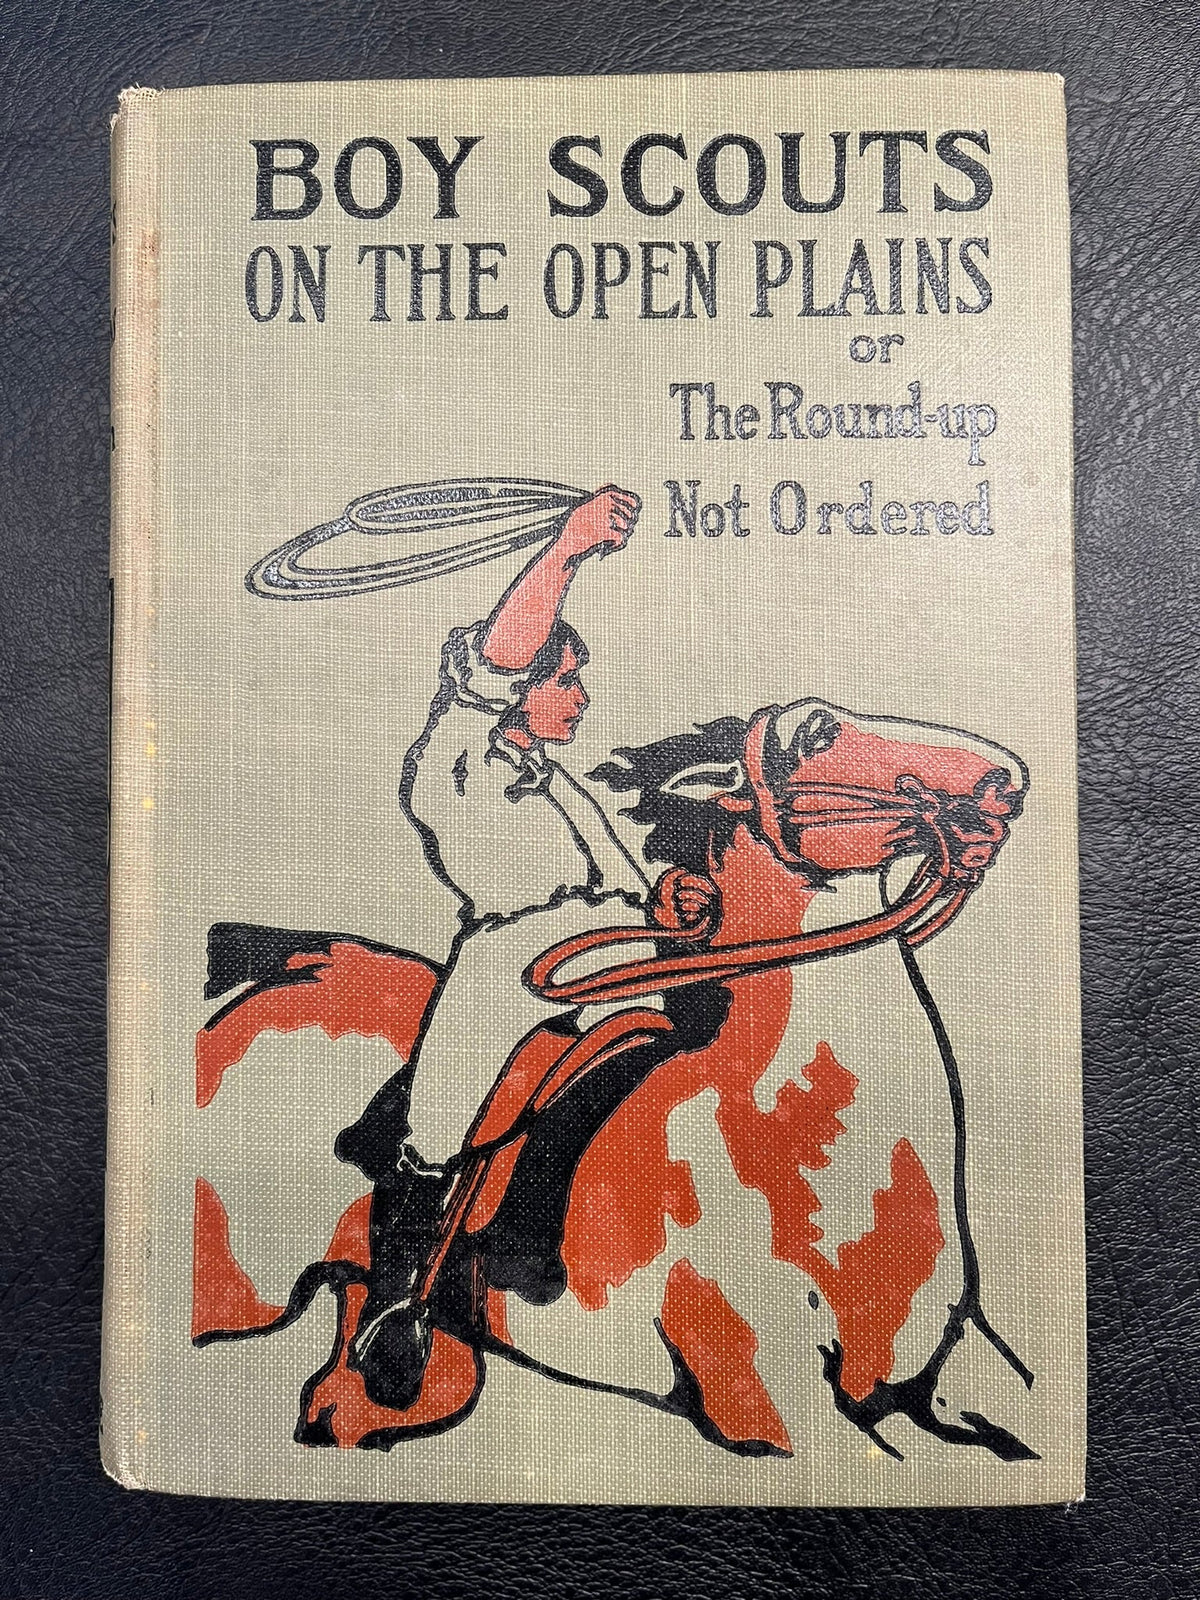 BOY SCOUTS
ON THE OPEN PLAINS
or
The Round-up
Not Ordered